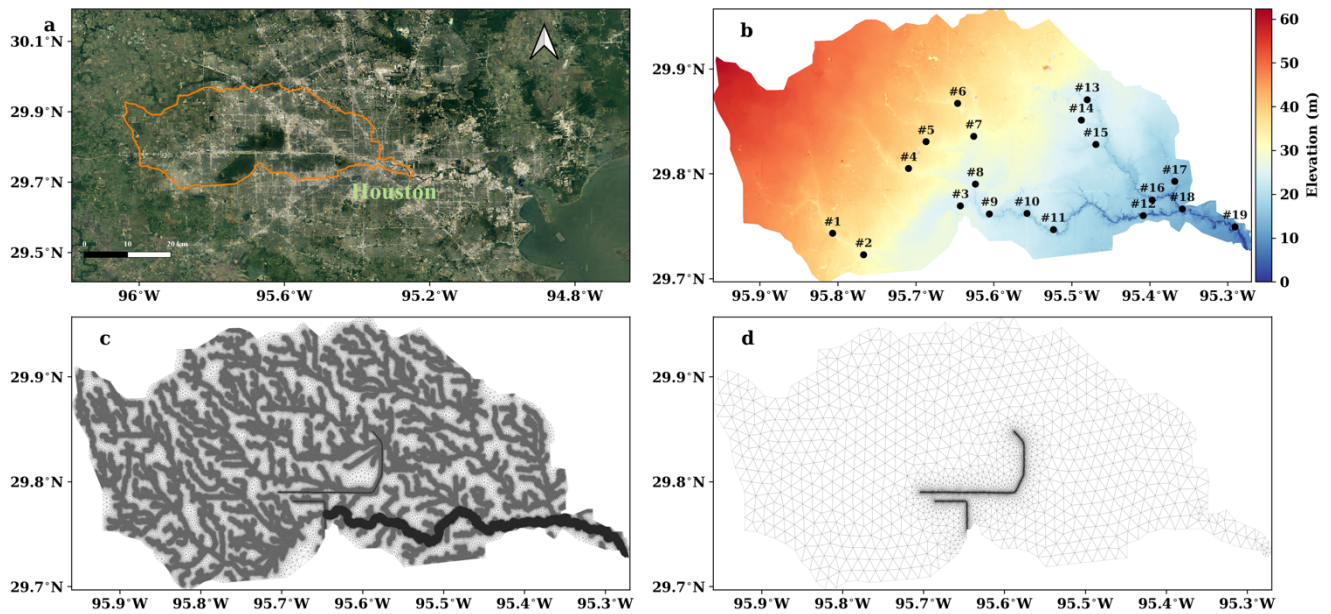 a
30.1°N
29.9°N
29.7°N
29.5°N
Houston
0 10 20 km
96°W 95.6°W 95.2°W 94.8°W
b
29.9°N
29.8°N
29.7°N
#1
#2
#3
#4
#5
#6
#7
#8
#9
#10
#11
#12
#13
#14
#15
#16
#17
#18
#19
95.9°W 95.8°W 95.7°W 95.6°W 95.5°W 95.4°W 95.3°W
60
50
40
30
20
10
0
Elevation (m)
c
29.9°N
29.8°N
29.7°N
95.9°W 95.8°W 95.7°W 95.6°W 95.5°W 95.4°W 95.3°W
d
29.9°N
29.8°N
29.7°N
95.9°W 95.8°W 95.7°W 95.6°W 95.5°W 95.4°W 95.3°W